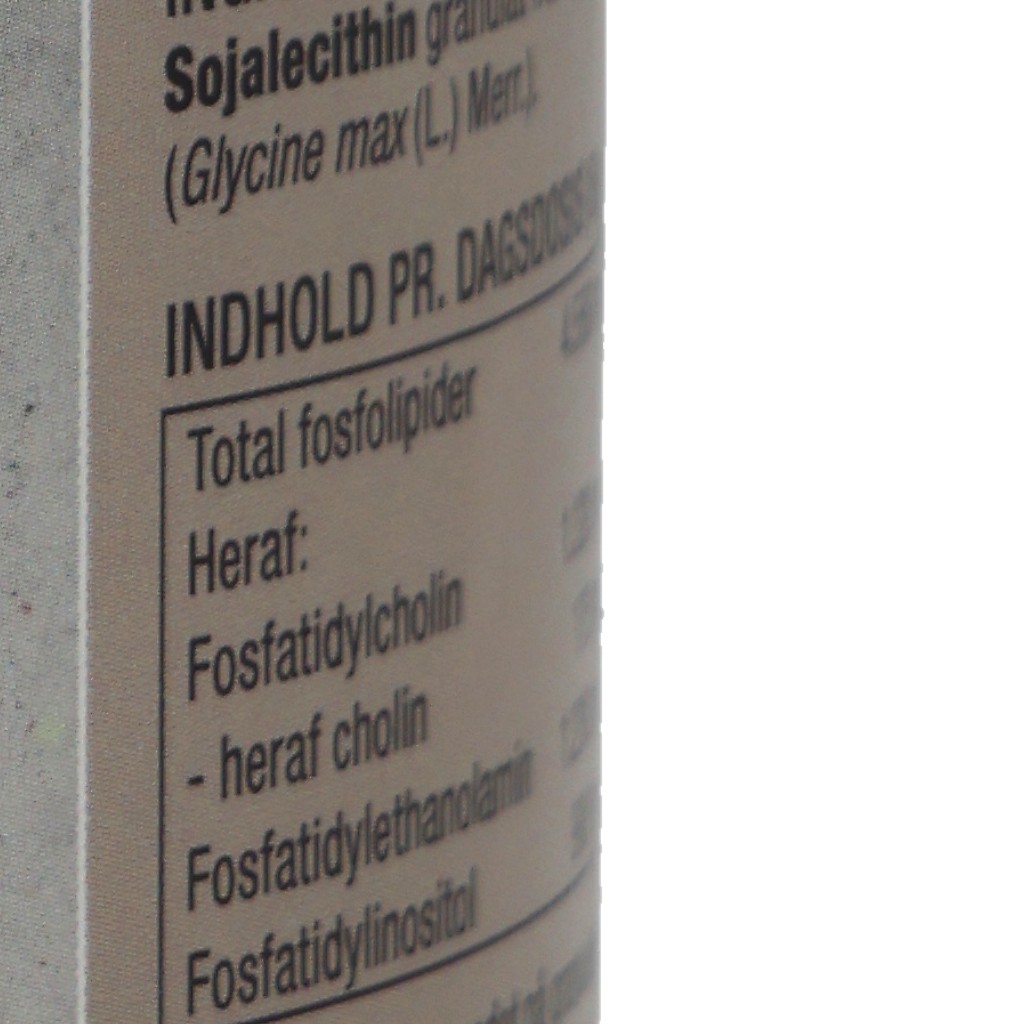 Sojalecithin
(Glycine max (L.) Merr.).
INDHOLD PR. DAGSDOSIS
Total fosfolipider
Heraf:
Fosfatidylcholin
- heraf cholin
Fosfatidylethanolamin
Fosfatidylinositol